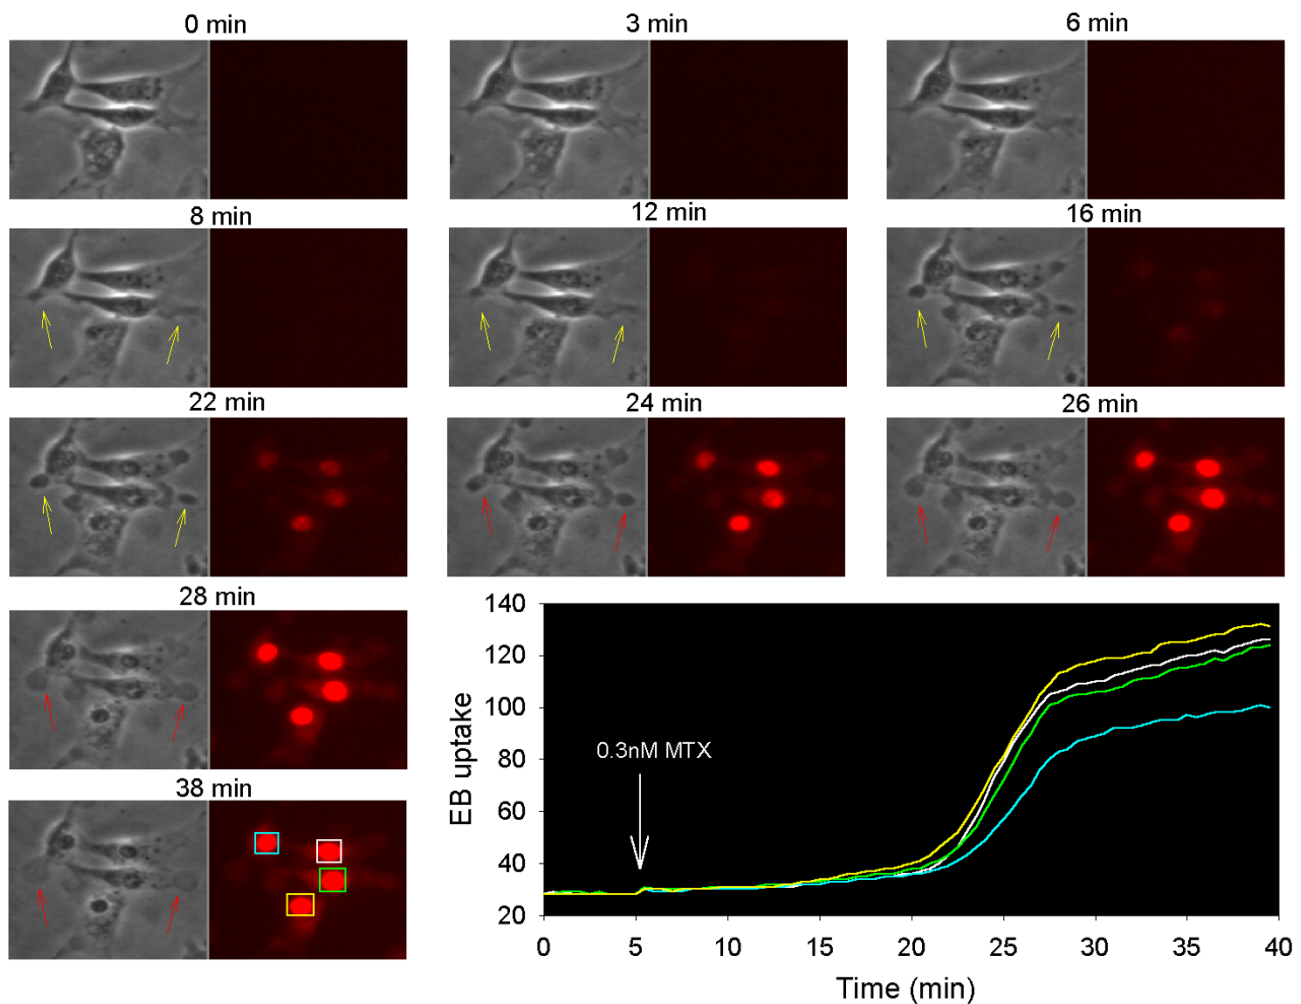 0 min
3 min
6 min
8 min
12 min
16 min
22 min
24 min
26 min
28 min
38 min
140
120
100
80
60
40
20
EB uptake
0.3nM MTX
0 5 10 15 20 25 30 35 40
Time (min)